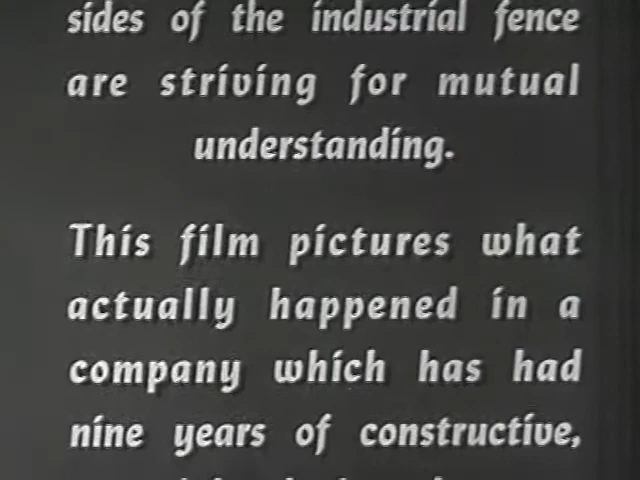 sides of the industrial fence
are striving for mutual
understanding.
This film pictures what
actually happened in a
company which has had
nine years of constructive,